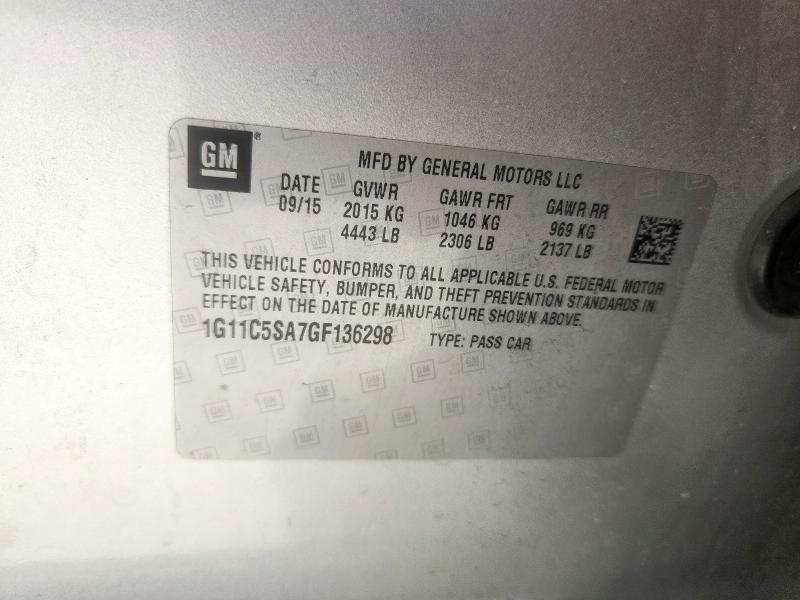 GM
MFD BY GENERAL MOTORS LLC
DATE GVWR GAWR FRT GAWR RR
09/15 2015 KG 1046 KG 969 KG
4443 LB 2306 LB 2137 LB
THIS VEHICLE CONFORMS TO ALL APPLICABLE U.S. FEDERAL MOTOR
VEHICLE SAFETY, BUMPER, AND THEFT PREVENTION STANDARDS IN
EFFECT ON THE DATE OF MANUFACTURE SHOWN ABOVE.
1G11C5SA7GF136298 TYPE: PASS CAR